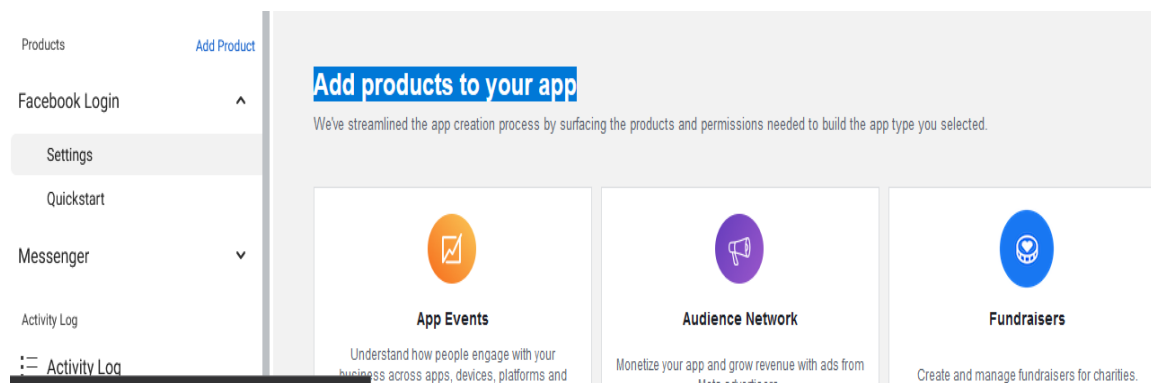 Products
Add Product
Facebook Login
Settings
Quickstart
Messenger
Activity Log
Activity Log
Add products to your app
We've streamlined the app creation process by surfacing the products and permissions needed to build the app type you selected.
App Events
Understand how people engage with your
business across apps, devices, platforms and
Audience Network
Monetize your app and grow revenue with ads from
Meta advertisers
Fundraisers
Create and manage fundraisers for charities.